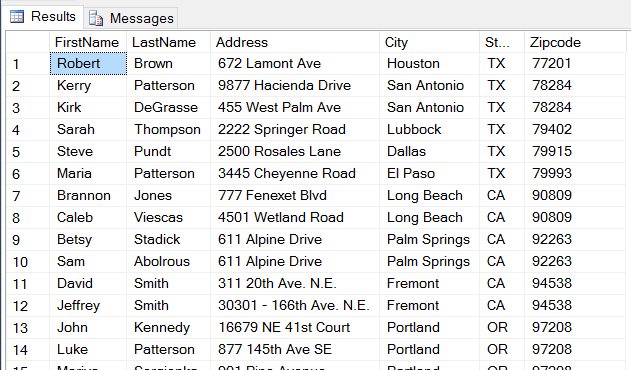 Results Messages
FirstName LastName Address City St... Zipcode
1 Robert Brown 672 Lamont Ave Houston TX 77201
2 Kerry Patterson 9877 Hacienda Drive San Antonio TX 78284
3 Kirk DeGrasse 455 West Palm Ave San Antonio TX 78284
4 Sarah Thompson 2222 Springer Road Lubbock TX 79402
5 Steve Pundt 2500 Rosales Lane Dallas TX 79915
6 Maria Patterson 3445 Cheyenne Road El Paso TX 79993
7 Brannon Jones 777 Fenexet Blvd Long Beach CA 90809
8 Caleb Viescas 4501 Wetland Road Long Beach CA 90809
9 Betsy Stadick 611 Alpine Drive Palm Springs CA 92263
10 Sam Abolrous 611 Alpine Drive Palm Springs CA 92263
11 David Smith 311 20th Ave. N.E. Fremont CA 94538
12 Jeffrey Smith 30301 - 166th Ave. N.E. Fremont CA 94538
13 John Kennedy 16679 NE 41st Court Portland OR 97208
14 Luke Patterson 877 145th Ave SE Portland OR 97208